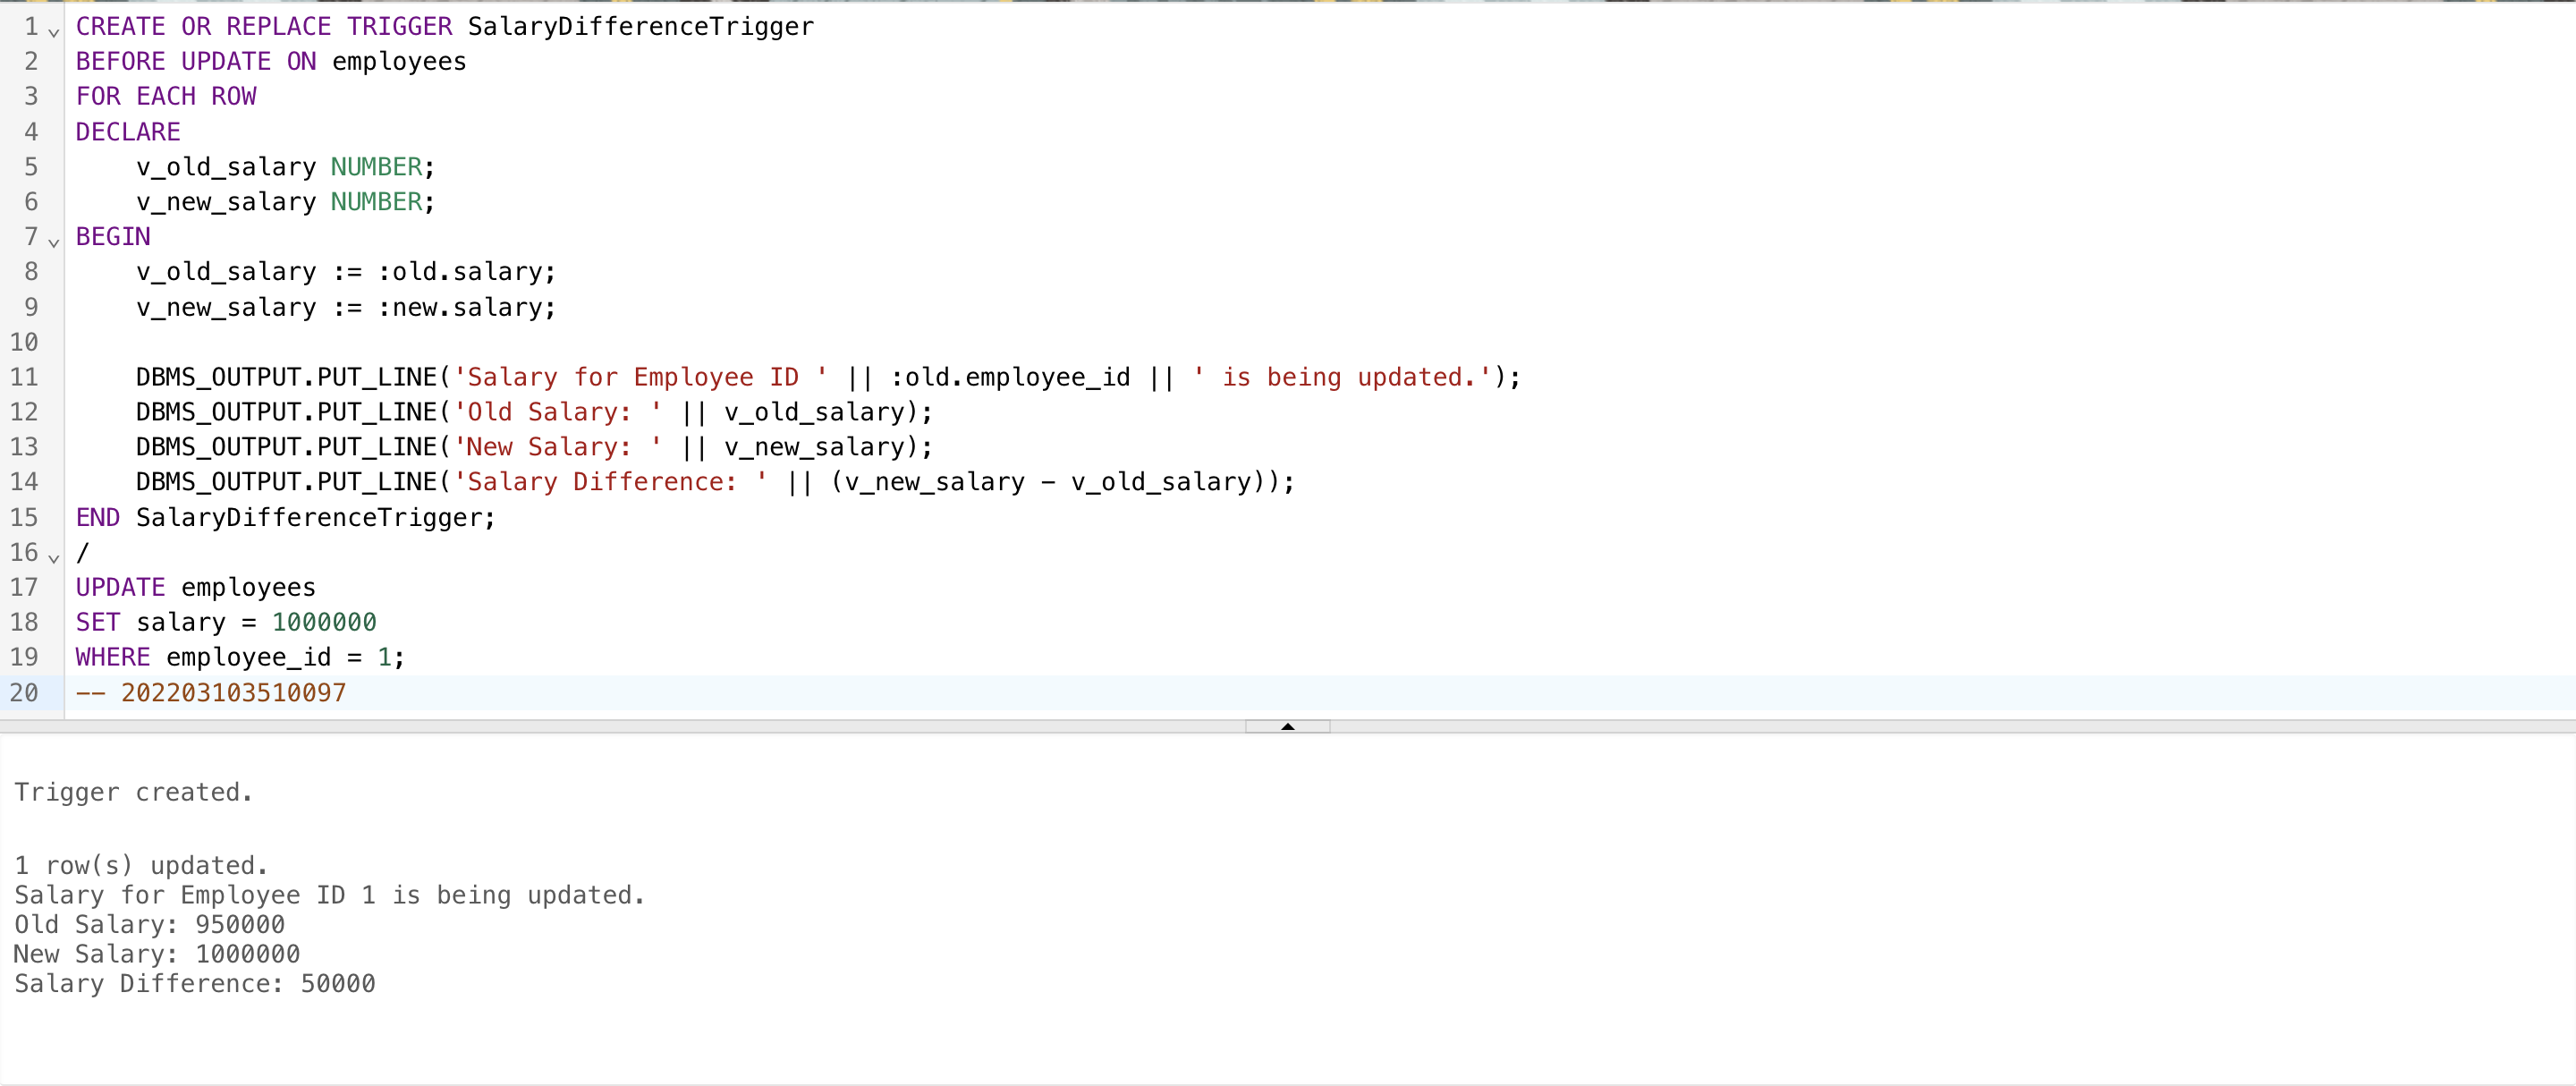 1 CREATE OR REPLACE TRIGGER SalaryDifferenceTrigger
2 BEFORE UPDATE ON employees
3 FOR EACH ROW
4 DECLARE
5     v_old_salary NUMBER;
6     v_new_salary NUMBER;
7 BEGIN
8     v_old_salary := :old.salary;
9     v_new_salary := :new.salary;
10
11     DBMS_OUTPUT.PUT_LINE('Salary for Employee ID ' || :old.employee_id || ' is being updated.');
12     DBMS_OUTPUT.PUT_LINE('Old Salary: ' || v_old_salary);
13     DBMS_OUTPUT.PUT_LINE('New Salary: ' || v_new_salary);
14     DBMS_OUTPUT.PUT_LINE('Salary Difference: ' || (v_new_salary - v_old_salary));
15 END SalaryDifferenceTrigger;
16 /
17 UPDATE employees
18 SET salary = 1000000
19 WHERE employee_id = 1;
20 -- 202203103510097
Trigger created.
1 row(s) updated.
Salary for Employee ID 1 is being updated.
Old Salary: 950000
New Salary: 1000000
Salary Difference: 50000